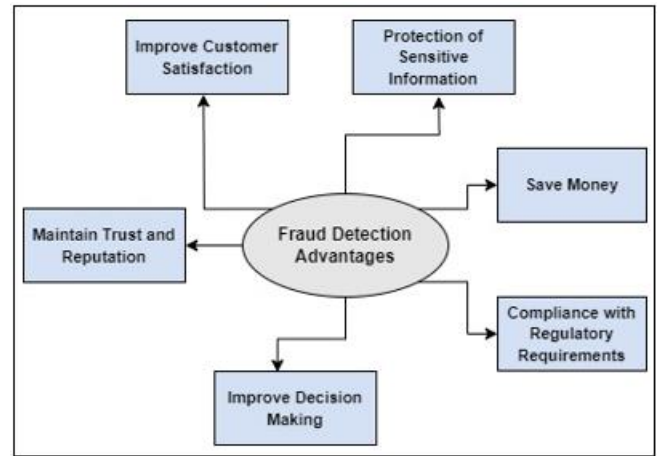 Improve Customer
Satisfaction
Protection of
Sensitive
Information
Save Money
Fraud Detection
Advantages
Maintain Trust and
Reputation
Compliance with
Regulatory
Requirements
Improve Decision
Making